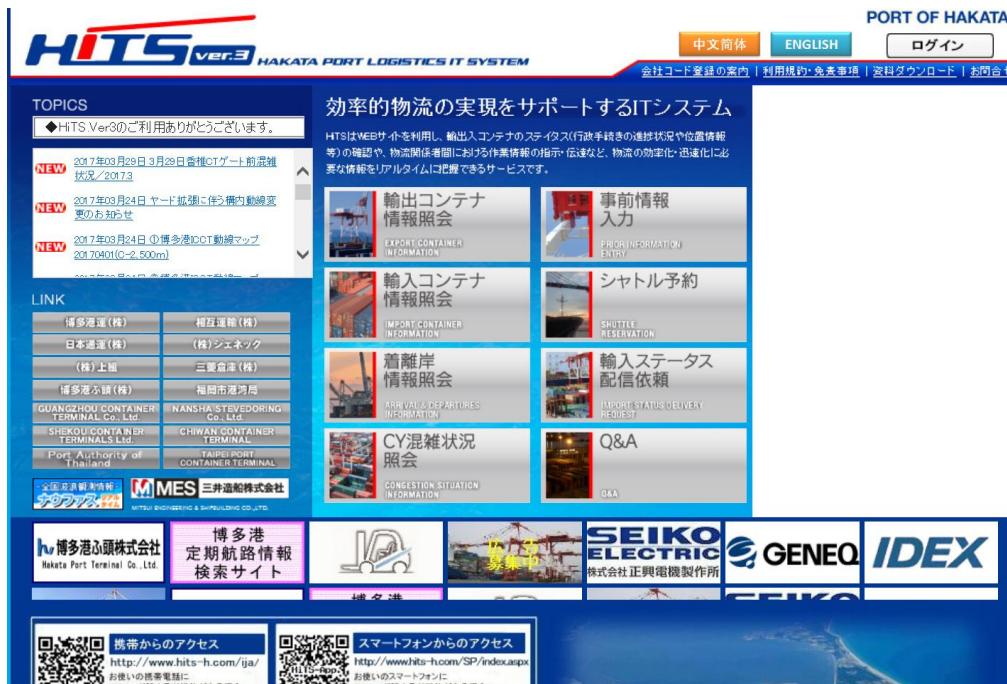 PORT OF HAKATA
HiTS ver.3 HAKATA PORT LOGISTICS IT SYSTEM
中文简体
ENGLISH
ログイン
会社コード登録の案内 | 利用規約・免責事項 | 資料ダウンロード | お問合せ
TOPICS
◆HiTS.Ver3のご利用ありがとうございます。
NEW 2017年03月29日 3月29日香椎CTゲート前混雑
状況／2017.3
NEW 2017年03月24日 ヤード拡張に伴う構内動線変
更のお知らせ
NEW 2017年03月24日 ①博多港ICCT動線マップ
20170401(C-2,500m)
LINK
博多港運(株)
相互運輸(株)
日本通運(株)
(株)シェネック
(株)上組
三菱倉庫(株)
博多港ふ頭(株)
福岡市港湾局
GUANGZHOU CONTAINER
TERMINAL Co., Ltd.
NANSHA STEVEDORING
Co., Ltd.
SHEKOU CONTAINER
TERMINALS Ltd.
CHIWAN CONTAINER
TERMINAL
Port Authority of
Thailand
TAIPEI PORT
CONTAINER TERMINAL
全国港湾海象観測情報
ナウファス
MES 三井造船株式会社
MITSUI ENGINEERING & SHIPBUILDING CO.,LTD.
効率的物流の実現をサポートするITシステム
HiTSはWEBサイトを利用し、輸出入コンテナのステイタス(行政手続きの進捗状況や位置情報
等)の確認や、物流関係者間における作業情報の指示・伝達など、物流の効率化・迅速化に必
要な情報をリアルタイムに把握できるサービスです。
輸出コンテナ
情報照会
EXPORT CONTAINER
INFORMATION
事前情報
入力
PRIOR INFORMATION
ENTRY
輸入コンテナ
情報照会
IMPORT CONTAINER
INFORMATION
シャトル予約
SHUTTLE
RESERVATION
着離岸
情報照会
ARRIVAL & DEPARTURES
INFORMATION
輸入ステータス
配信依頼
IMPORT STATUS DELIVERY
REQUEST
CY混雑状況
照会
CONGESTION SITUATION
INFORMATION
Q&A
Q&A
博多港ふ頭株式会社
Hakata Port Terminal Co., Ltd.
博多港
定期航路情報
検索サイト
募集中
SEIKO
ELECTRIC
株式会社正興電機製作所
GENEQ
IDEX
博多港
SEIKO
携帯からのアクセス
http://www.hits-h.com/ija/
お使いの携帯電話に
スマートフォンからのアクセス
http://www.hits-h.com/SP/index.aspx
お使いのスマートフォンに
HiTS-App